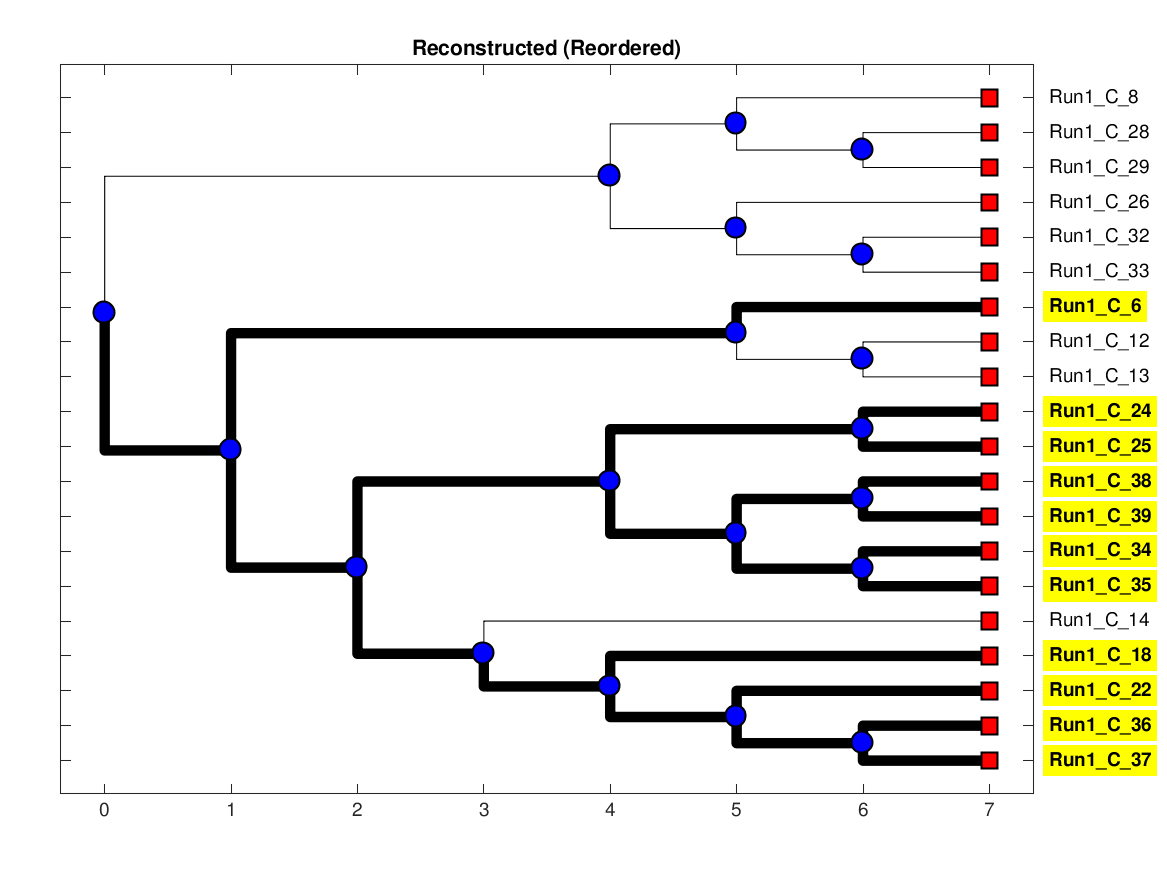 Reconstructed (Reordered)
Run1_C_8
Run1_C_28
Run1_C_29
Run1_C_26
Run1_C_32
Run1_C_33
Run1_C_6
Run1_C_12
Run1_C_13
Run1_C_24
Run1_C_25
Run1_C_38
Run1_C_39
Run1_C_34
Run1_C_35
Run1_C_14
Run1_C_18
Run1_C_22
Run1_C_36
Run1_C_37
0 1 2 3 4 5 6 7